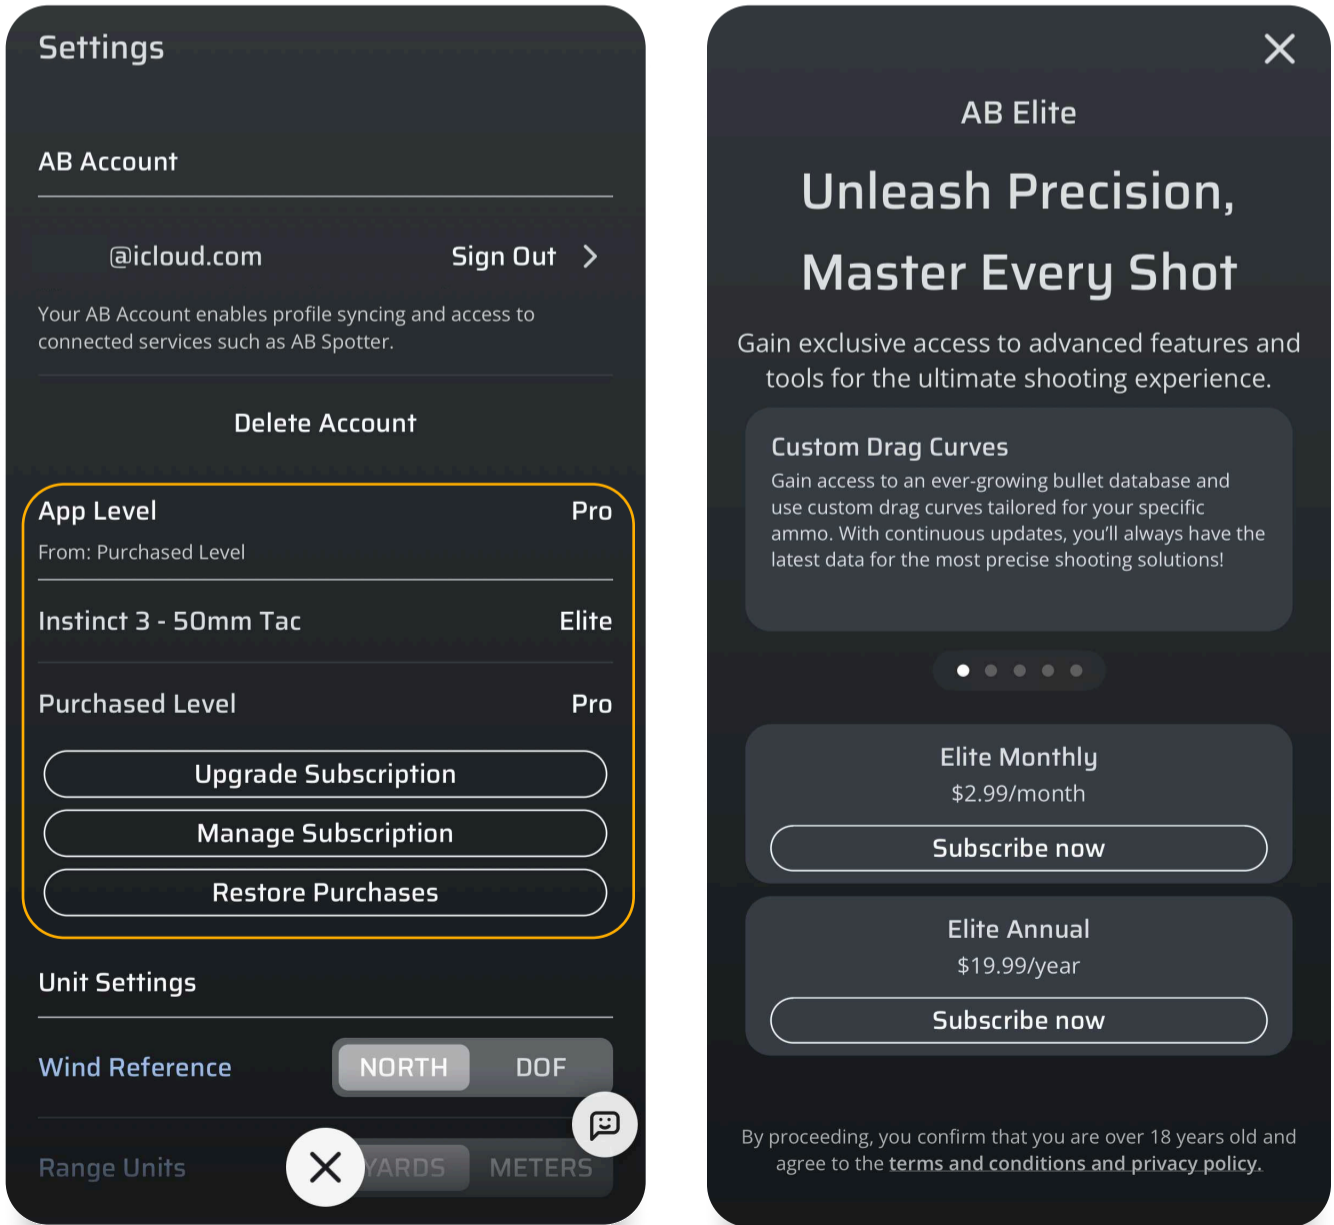 Settings
AB Account
@icloud.com Sign Out
Your AB Account enables profile syncing and access to
connected services such as AB Spotter.
Delete Account
App Level Pro
From: Purchased Level
Instinct 3 - 50mm Tac Elite
Purchased Level Pro
Upgrade Subscription
Manage Subscription
Restore Purchases
Unit Settings
Wind Reference NORTH DOF
Range Units YARDS METERS
AB Elite
Unleash Precision,
Master Every Shot
Gain exclusive access to advanced features and
tools for the ultimate shooting experience.
Custom Drag Curves
Gain access to an ever-growing bullet database and
use custom drag curves tailored for your specific
ammo. With continuous updates, you’ll always have the
latest data for the most precise shooting solutions!
Elite Monthly
$2.99/month
Subscribe now
Elite Annual
$19.99/year
Subscribe now
By proceeding, you confirm that you are over 18 years old and
agree to the terms and conditions and privacy policy.